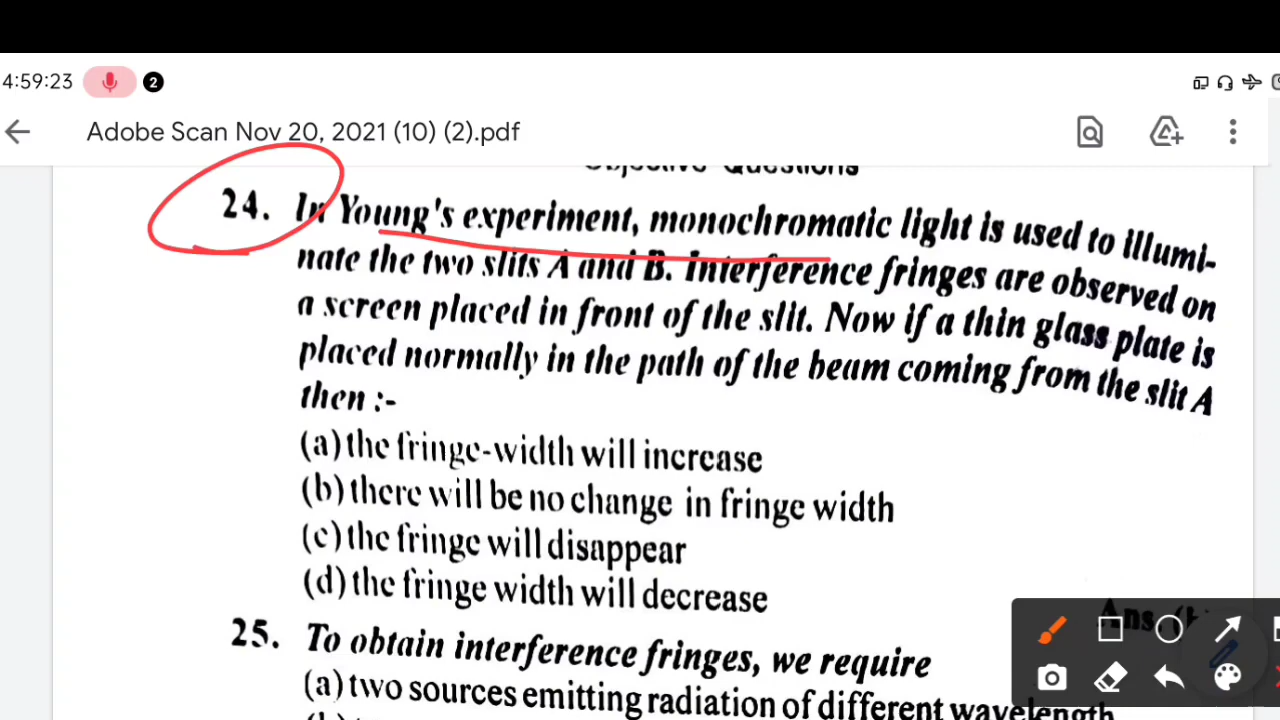 4:59:23 2
Adobe Scan Nov 20, 2021 (10) (2).pdf
Objective Questions
24. In Young's experiment, monochromatic light is used to illumi-
nate the two slits A and B. Interference fringes are observed on
a screen placed in front of the slit. Now if a thin glass plate is
placed normally in the path of the beam coming from the slit A
then :-
(a) the fringe-width will increase
(b) there will be no change in fringe width
(c) the fringe will disappear
(d) the fringe width will decrease
Ans.
25. To obtain interference fringes, we require
(a) two sources emitting radiation of different wavelength